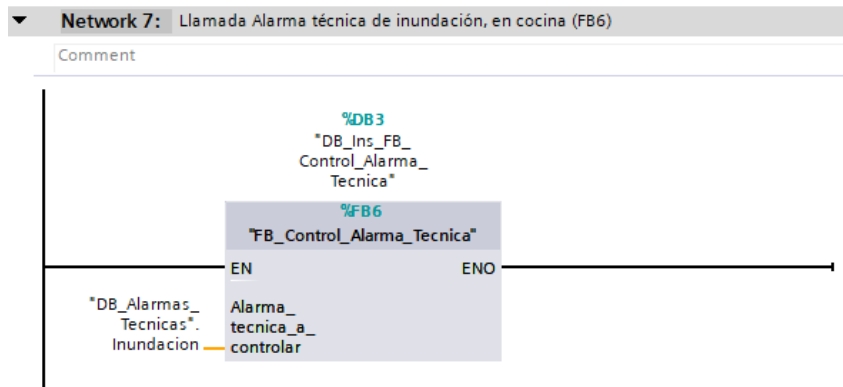 Network 7: Llamada Alarma técnica de inundación, en cocina (FB6)
Comment
%DB3
"DB_Ins_FB_
Control_Alarma_
Tecnica"
%FB6
"FB_Control_Alarma_Tecnica"
EN
ENO
"DB_Alarmas_
Tecnicas".
Inundacion
Alarma_
tecnica_a_
controlar